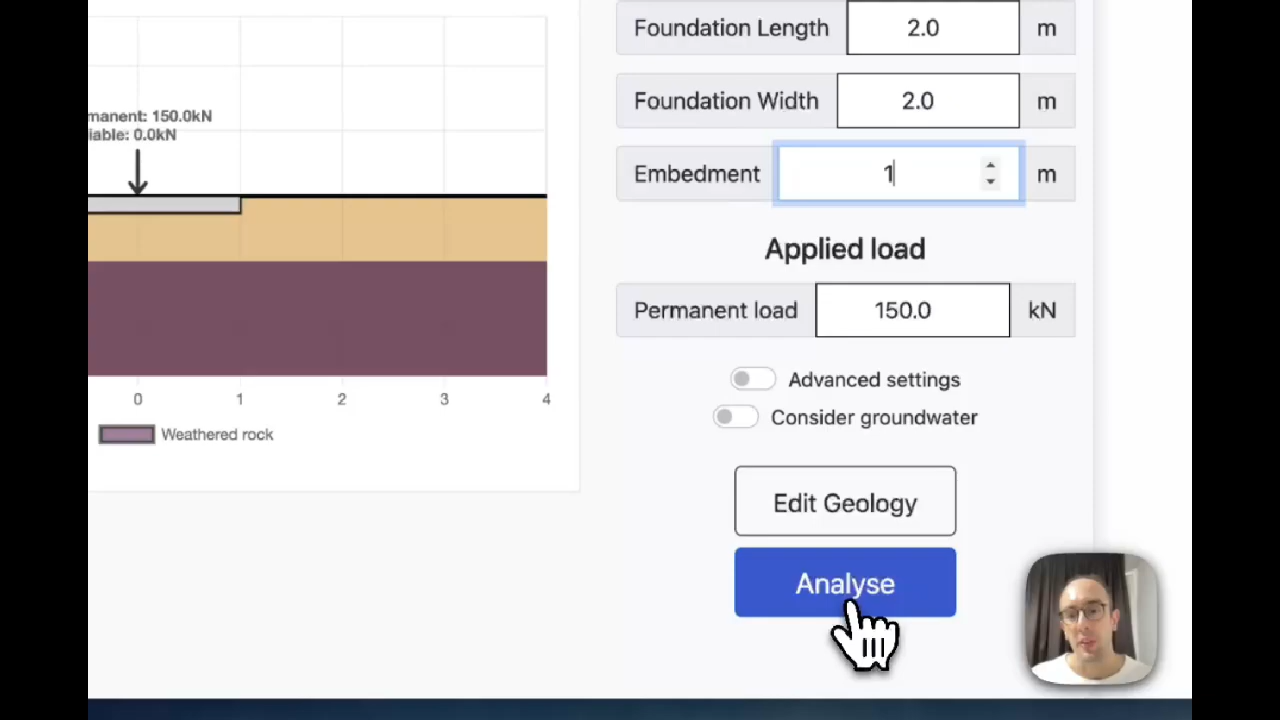 Foundation Length 2.0 m
Foundation Width 2.0 m
manent: 150.0kN
iable: 0.0kN
Embedment 1 m
Applied load
Permanent load 150.0 kN
Advanced settings
0 1 2 3 4
Consider groundwater
Weathered rock
Edit Geology
Analyse